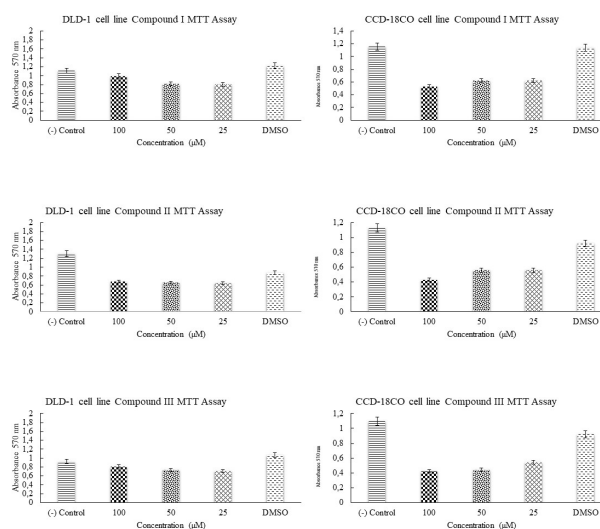 DLD-1 cell line Compound I MTT Assay
Absorbance 570 nm
2
1,8
1,6
1,4
1,2
1
0,8
0,6
0,4
0,2
0
(-) Control 100 50 25 DMSO
Concentration (µM)
CCD-18CO cell line Compound I MTT Assay
Absorbance 570 nm
1,4
1,2
1
0,8
0,6
0,4
0,2
0
(-) Control 100 50 25 DMSO
Concentration (µM)
DLD-1 cell line Compound II MTT Assay
Absorbance 570 nm
2
1,8
1,6
1,4
1,2
1
0,8
0,6
0,4
0,2
0
(-) Control 100 50 25 DMSO
Concentration (µM)
CCD-18CO cell line Compound II MTT Assay
Absorbance 570 nm
1,2
1
0,8
0,6
0,4
0,2
0
(-) Control 100 50 25 DMSO
Concentration (µM)
DLD-1 cell line Compound III MTT Assay
Absorbance 570 nm
2
1,8
1,6
1,4
1,2
1
0,8
0,6
0,4
0,2
0
(-) Control 100 50 25 DMSO
Concentration (µM)
CCD-18CO cell line Compound III MTT Assay
Absorbance 570 nm
1,2
1
0,8
0,6
0,4
0,2
0
(-) Control 100 50 25 DMSO
Concentration (µM)